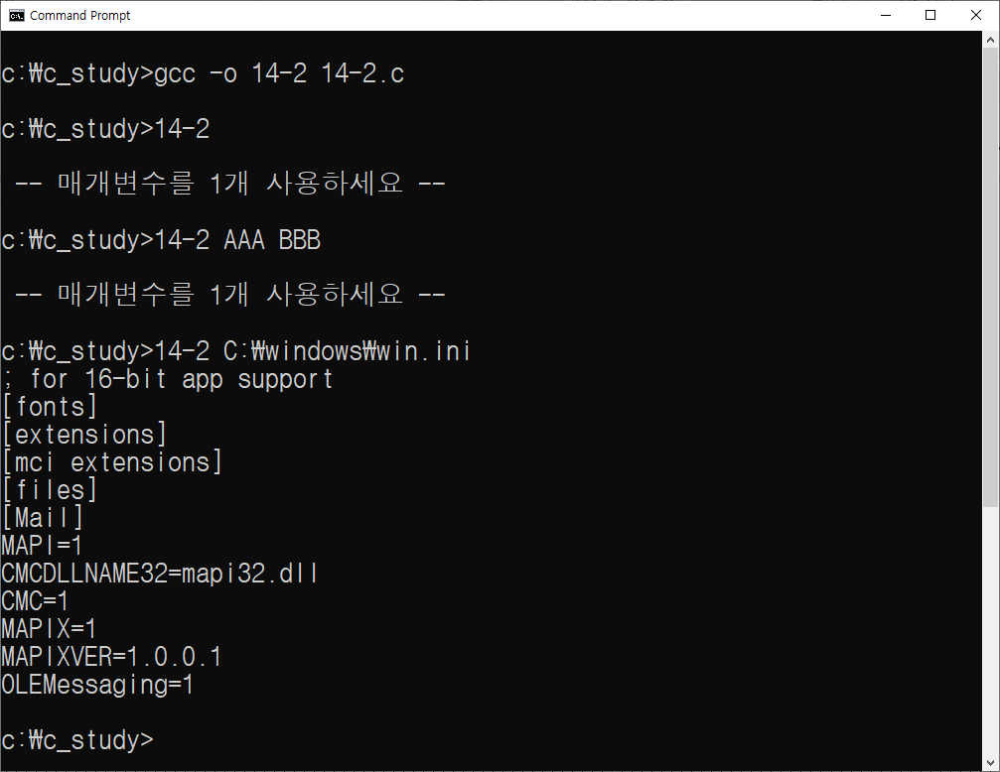 Command Prompt
c:₩c_study>gcc -o 14-2 14-2.c
c:₩c_study>14-2
-- 매개변수를 1개 사용하세요 --
c:₩c_study>14-2 AAA BBB
-- 매개변수를 1개 사용하세요 --
c:₩c_study>14-2 C:₩windows₩win.ini
; for 16-bit app support
[fonts]
[extensions]
[mci extensions]
[files]
[Mail]
MAPI=1
CMCDLLNAME32=mapi32.dll
CMC=1
MAPIX=1
MAPIXVER=1.0.0.1
OLEMessaging=1
c:₩c_study>